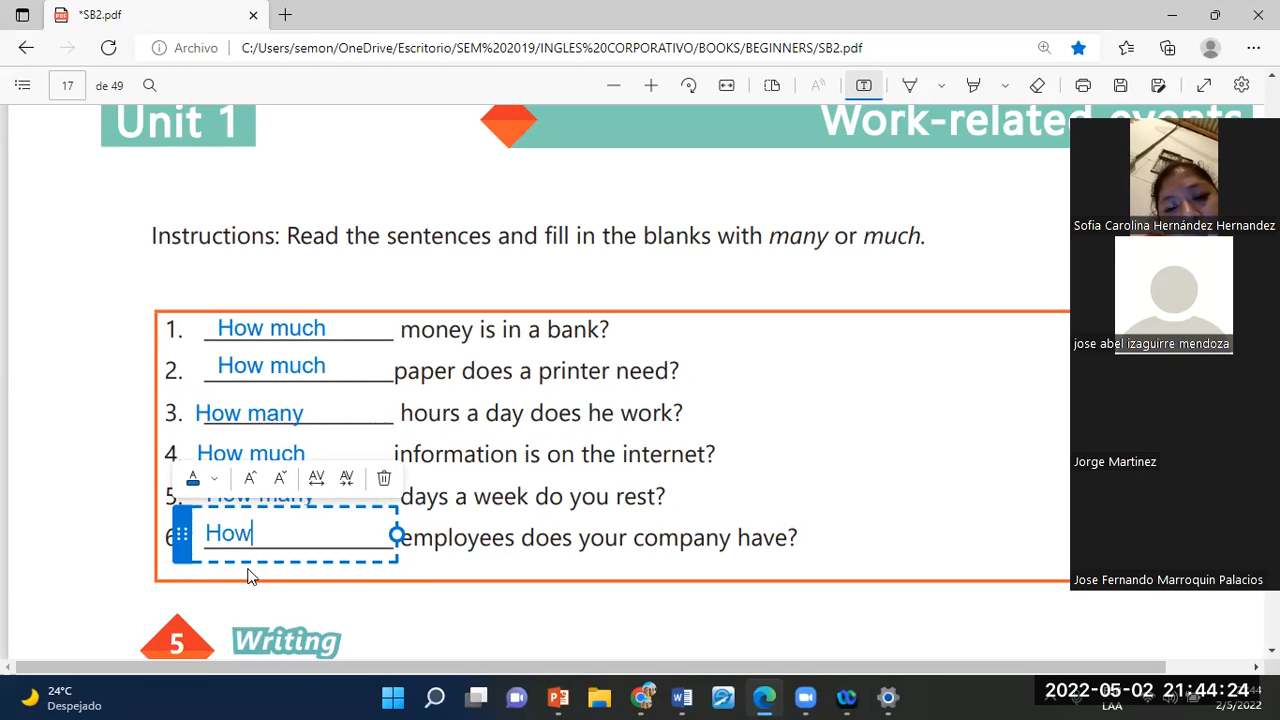 *SB2.pdf
Archivo C:/Users/semon/OneDrive/Escritorio/SEM%202019/INGLES%20CORPORATIVO/BOOKS/BEGINNERS/SB2.pdf
17 de 49
Unit 1 Work-related events
Instructions: Read the sentences and fill in the blanks with many or much.
1. How much money is in a bank?
2. How much paper does a printer need?
3. How many hours a day does he work?
4 How much information is on the internet?
5. How many days a week do you rest?
6 How employees does your company have?
5 Writing
Sofia Carolina Hernández Hernandez
jose abel izaguirre mendoza
Jorge Martinez
Jose Fernando Marroquin Palacios
24°C
Despejado
2022-05-02 21:44:24
LAA
2/5/2022